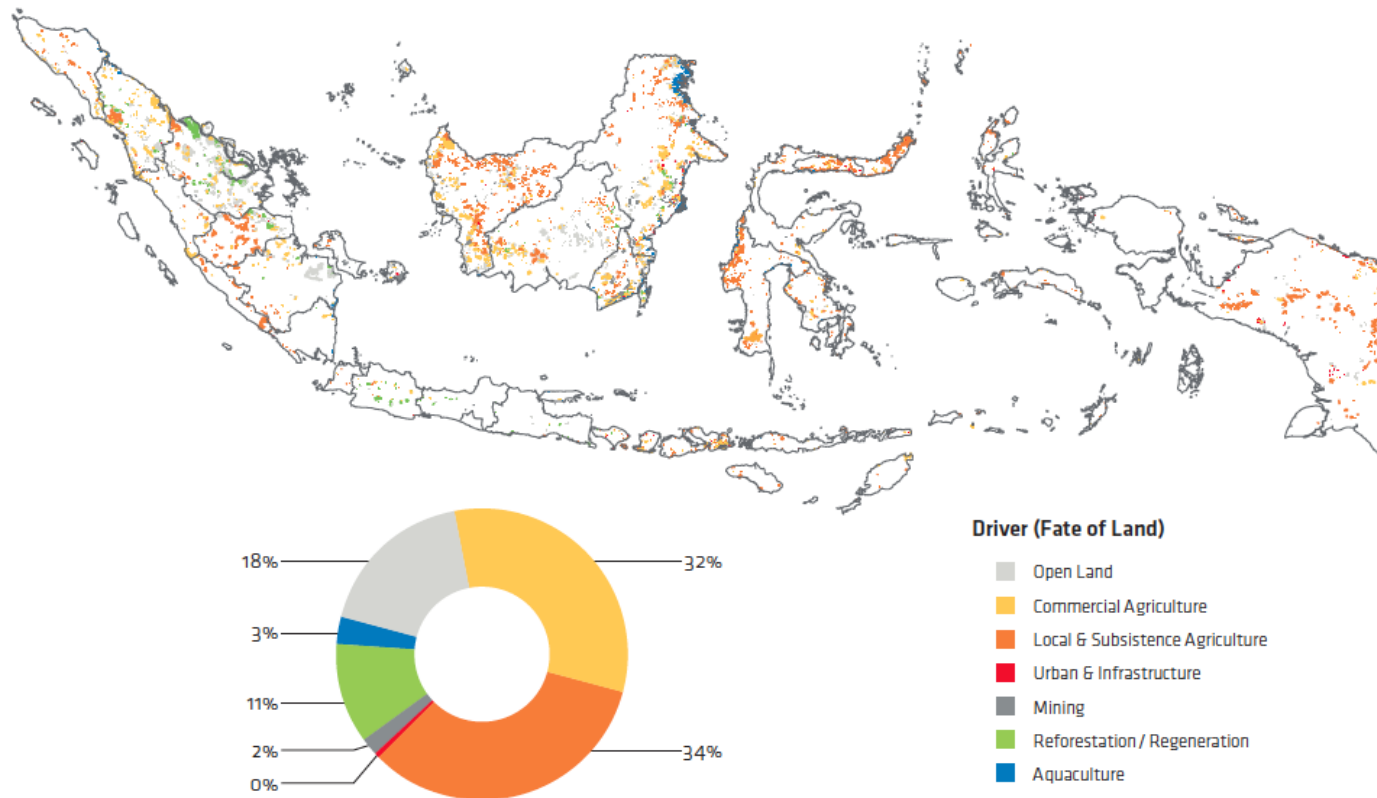 18%
32%
3%
11%
2%
0%
34%
Driver (Fate of Land)
Open Land
Commercial Agriculture
Local & Subsistence Agriculture
Urban & Infrastructure
Mining
Reforestation / Regeneration
Aquaculture